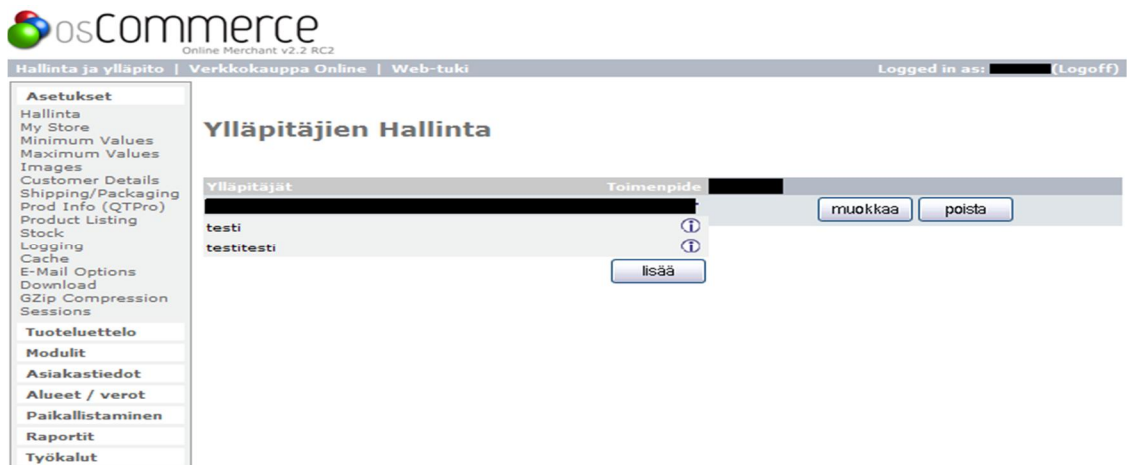 osCommerce
Online Merchant v2.2 RC2
Hallinta ja ylläpito | Verkkokauppa Online | Web-tuki
Logged in as: (Logoff)
Asetukset
Hallinta
My Store
Minimum Values
Maximum Values
Images
Customer Details
Shipping/Packaging
Prod Info (QTPro)
Product Listing
Stock
Logging
Cache
E-Mail Options
Download
GZip Compression
Sessions
Tuoteluettelo
Modulit
Asiakastiedot
Alueet / verot
Paikallistaminen
Raportit
Työkalut
Ylläpitäjien Hallinta
Ylläpitäjät Toimenpide
muokkaa poista
testi
testitesti
lisää